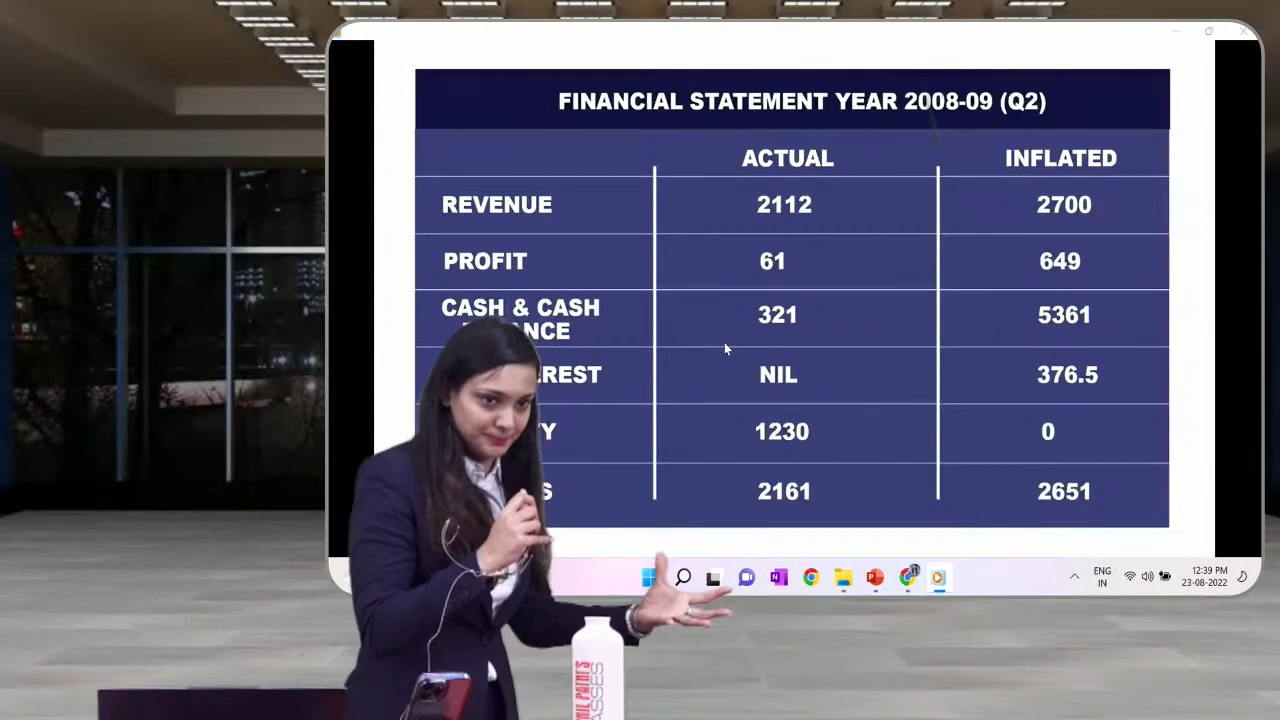 FINANCIAL STATEMENT YEAR 2008-09 (Q2)
ACTUAL INFLATED
REVENUE 2112 2700
PROFIT 61 649
CASH & CASH 321 5361
NIL 376.5
1230 0
2161 2651
ENG
IN
12:39 PM
23-08-2022